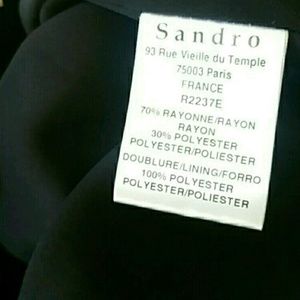 Sandro
93 Rue Vieille du Temple
75003 Paris
FRANCE
R2237E
70% RAYONNE/RAYON
RAYON
30% POLYESTER
POLYESTER/POLIESTER
DOUBLURE/LINING/FORRO
100% POLYESTER
POLYESTER/POLIESTER